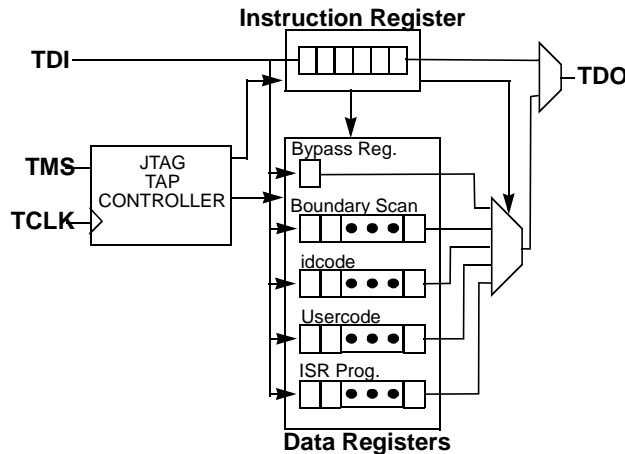 Instruction Register
TDI
TDO
Bypass Reg.
TMS
JTAG
TAP
CONTROLLER
TCLK
Boundary Scan
idcode
Usercode
ISR Prog.
Data Registers